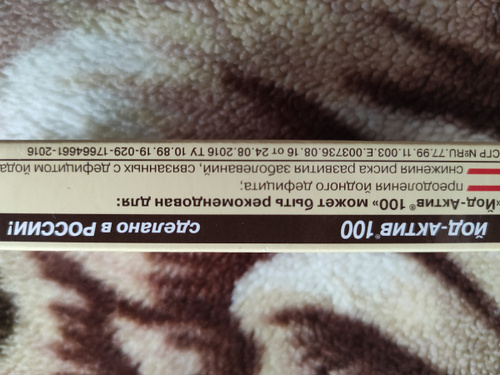 ЙОД-АКТИВ®100 сделано в РОССИИ!
«Йод-Актив®100» может быть рекомендован для:
преодоления йодного дефицита;
снижения риска развития заболеваний, связанных с дефицитом йода
СГР №RU.77.99.11.003.Е.003736.08.16 от 24.08.2016 ТУ 10.89.19-029-17664661-2016